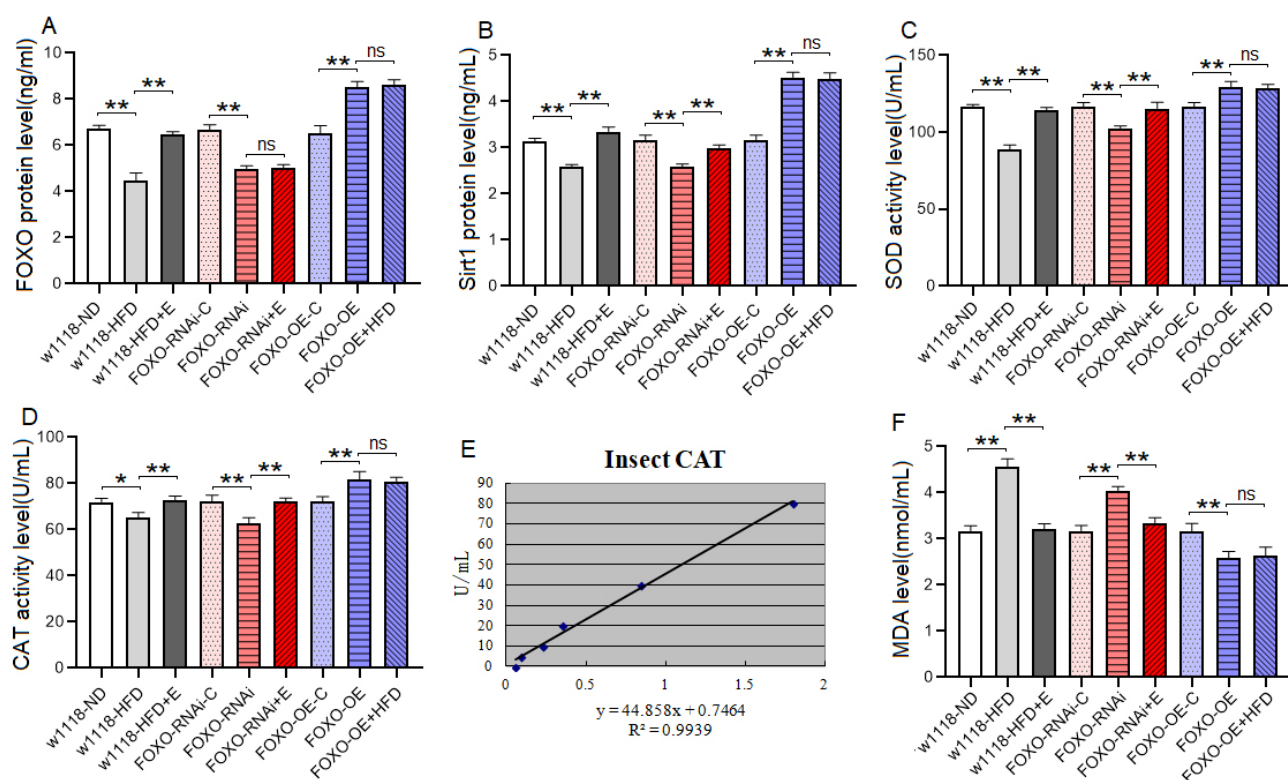 A
FOXO protein level(ng/ml)
10
8
6
4
2
0
**
**
**
ns
**
ns
w1118-ND
w1118-HFD
w1118-HFD+E
FOXO-RNAi-C
FOXO-RNAi
FOXO-RNAi+E
FOXO-OE-C
FOXO-OE
FOXO-OE+HFD
B
Sirt1 protein level(ng/mL)
5
4
3
2
1
0
**
**
**
**
**
ns
w1118-ND
w1118-HFD
w1118-HFD+E
FOXO-RNAi-C
FOXO-RNAi
FOXO-RNAi+E
FOXO-OE-C
FOXO-OE
FOXO-OE+HFD
C
SOD activity level(U/mL)
150
100
50
0
**
**
**
**
**
ns
w1118-ND
w1118-HFD
w1118-HFD+E
FOXO-RNAi-C
FOXO-RNAi
FOXO-RNAi+E
FOXO-OE-C
FOXO-OE
FOXO-OE+HFD
D
CAT activity level(U/mL)
100
80
60
40
20
0
*
**
**
**
**
ns
w1118-ND
w1118-HFD
w1118-HFD+E
FOXO-RNAi-C
FOXO-RNAi
FOXO-RNAi+E
FOXO-OE-C
FOXO-OE
FOXO-OE+HFD
E
Insect CAT
U/mL
90
80
70
60
50
40
30
20
10
0
0
0.5
1
1.5
2
y = 44.858x + 0.7464
R² = 0.9939
F
MDA level(nmol/mL)
5
4
3
2
1
0
**
**
**
**
**
ns
w1118-ND
w1118-HFD
w1118-HFD+E
FOXO-RNAi-C
FOXO-RNAi
FOXO-RNAi+E
FOXO-OE-C
FOXO-OE
FOXO-OE+HFD